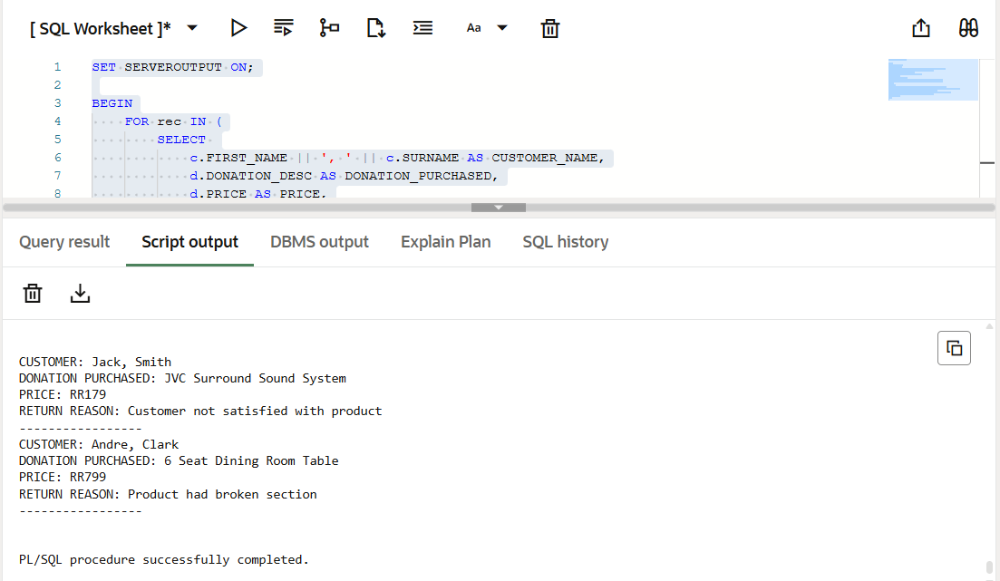 [ SQL Worksheet ]*
Aa
1 SET SERVEROUTPUT ON;
2
3 BEGIN
4 FOR rec IN (
5 SELECT
6 c.FIRST_NAME || ', ' || c.SURNAME AS CUSTOMER_NAME,
7 d.DONATION_DESC AS DONATION_PURCHASED,
8 d.PRICE AS PRICE,
Query result Script output DBMS output Explain Plan SQL history
CUSTOMER: Jack, Smith
DONATION PURCHASED: JVC Surround Sound System
PRICE: RR179
RETURN REASON: Customer not satisfied with product
-----------------
CUSTOMER: Andre, Clark
DONATION PURCHASED: 6 Seat Dining Room Table
PRICE: RR799
RETURN REASON: Product had broken section
-----------------
PL/SQL procedure successfully completed.